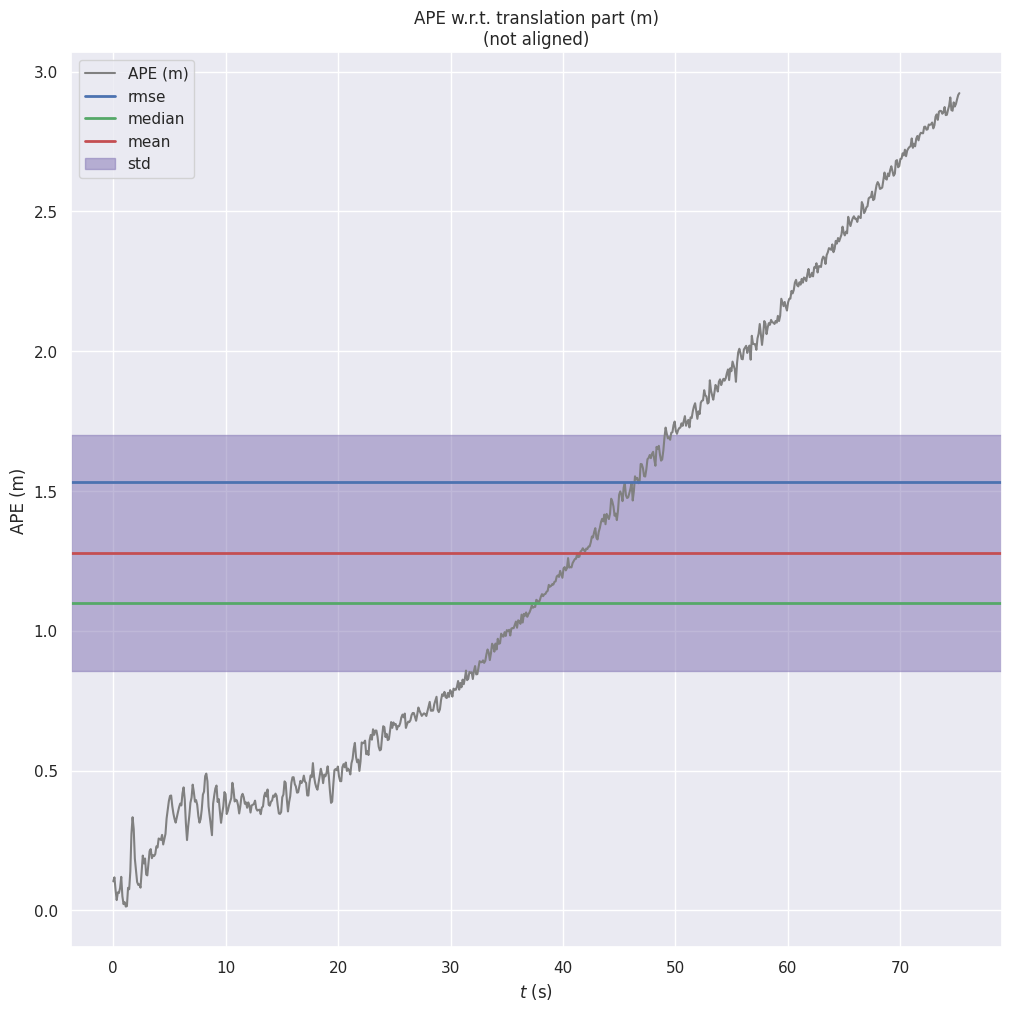 APE w.r.t. translation part (m)
(not aligned)
APE (m)
rmse
median
mean
std
3.0
2.5
2.0
1.5
1.0
0.5
0.0
APE (m)
0 10 20 30 40 50 60 70
t (s)